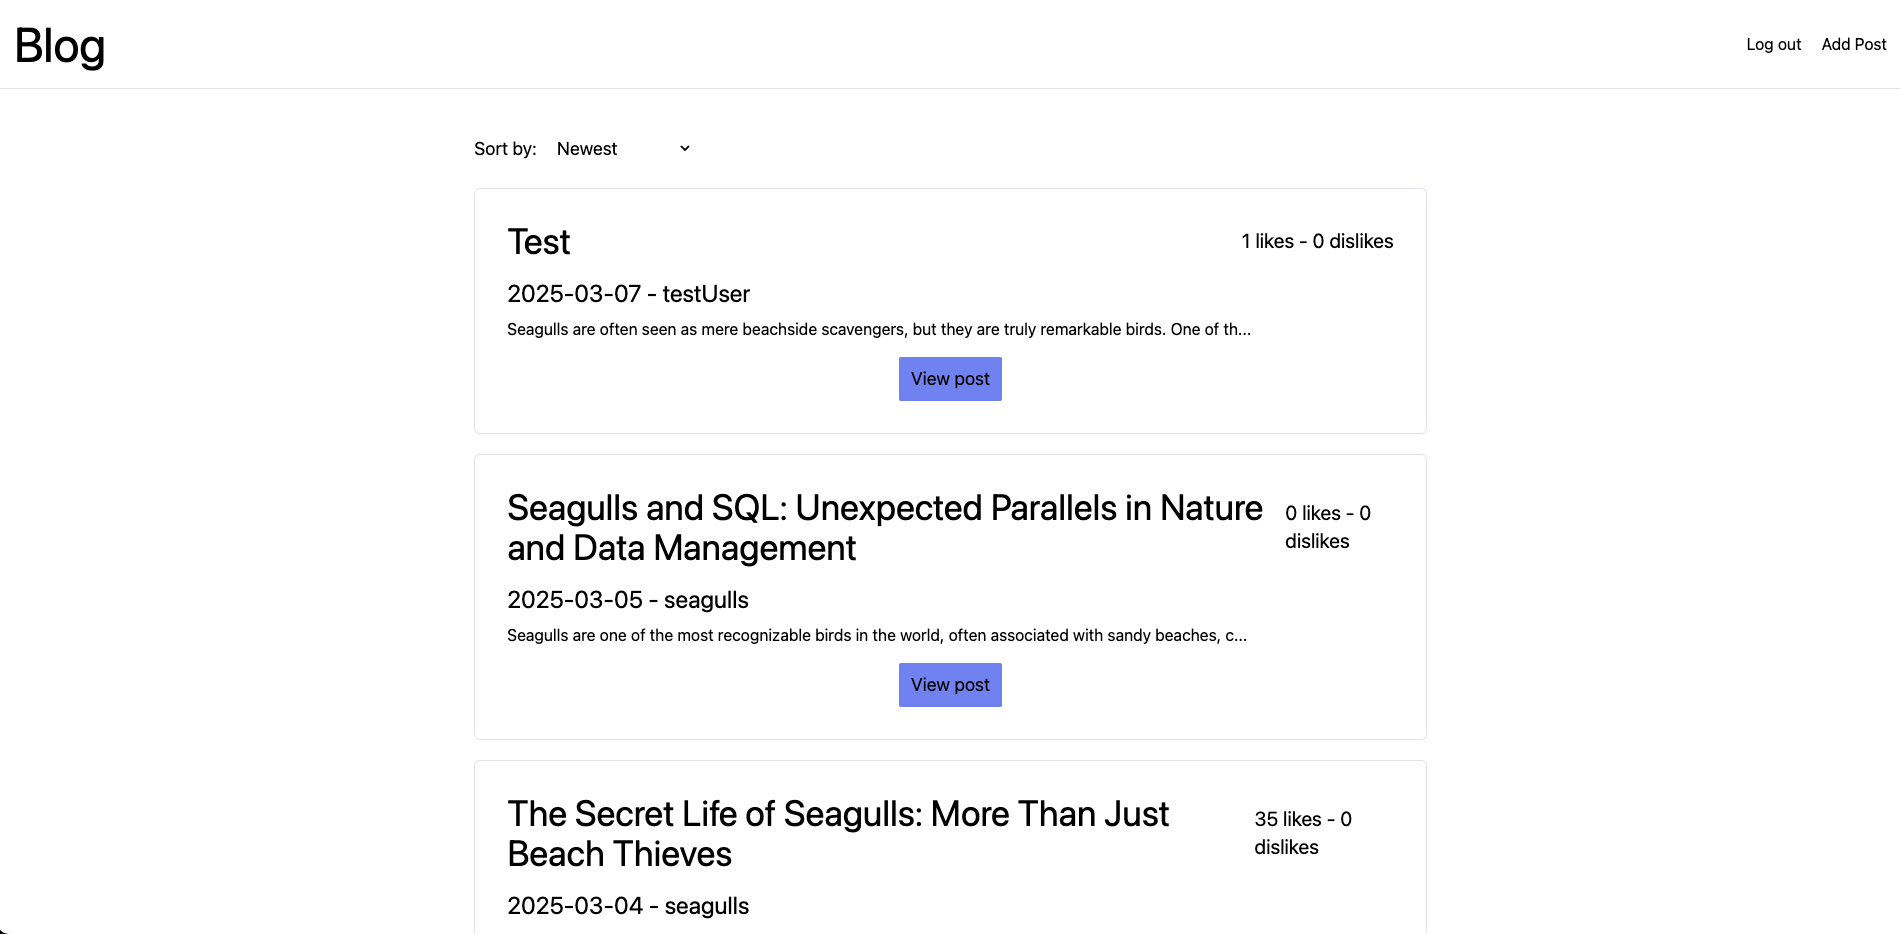 Blog
Log out
Add Post
Sort by:
Newest
Test
1 likes - 0 dislikes
2025-03-07 - testUser
Seagulls are often seen as mere beachside scavengers, but they are truly remarkable birds. One of th...
View post
Seagulls and SQL: Unexpected Parallels in Nature
and Data Management
0 likes - 0
dislikes
2025-03-05 - seagulls
Seagulls are one of the most recognizable birds in the world, often associated with sandy beaches, c...
View post
The Secret Life of Seagulls: More Than Just
Beach Thieves
35 likes - 0
dislikes
2025-03-04 - seagulls